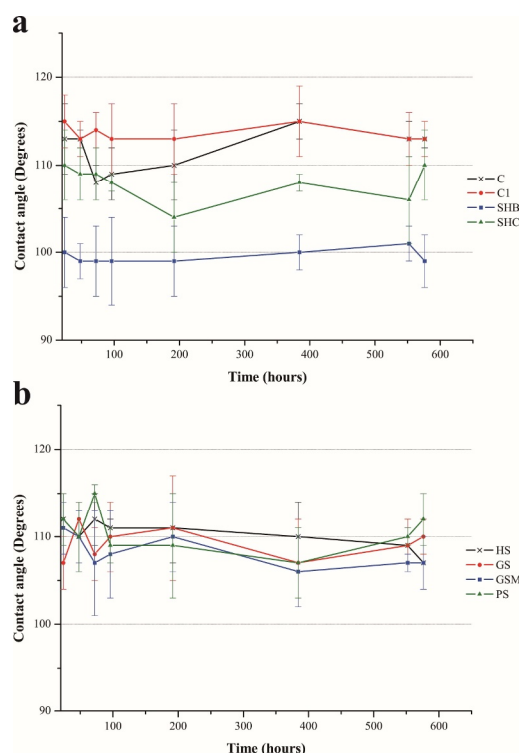 a
120
110
100
90
Contact angle (Degrees)
C
C1
SHB
SHC
100 200 300 400 500 600
Time (hours)
b
120
110
100
90
Contact angle (Degrees)
HS
GS
GSM
PS
100 200 300 400 500 600
Time (hours)